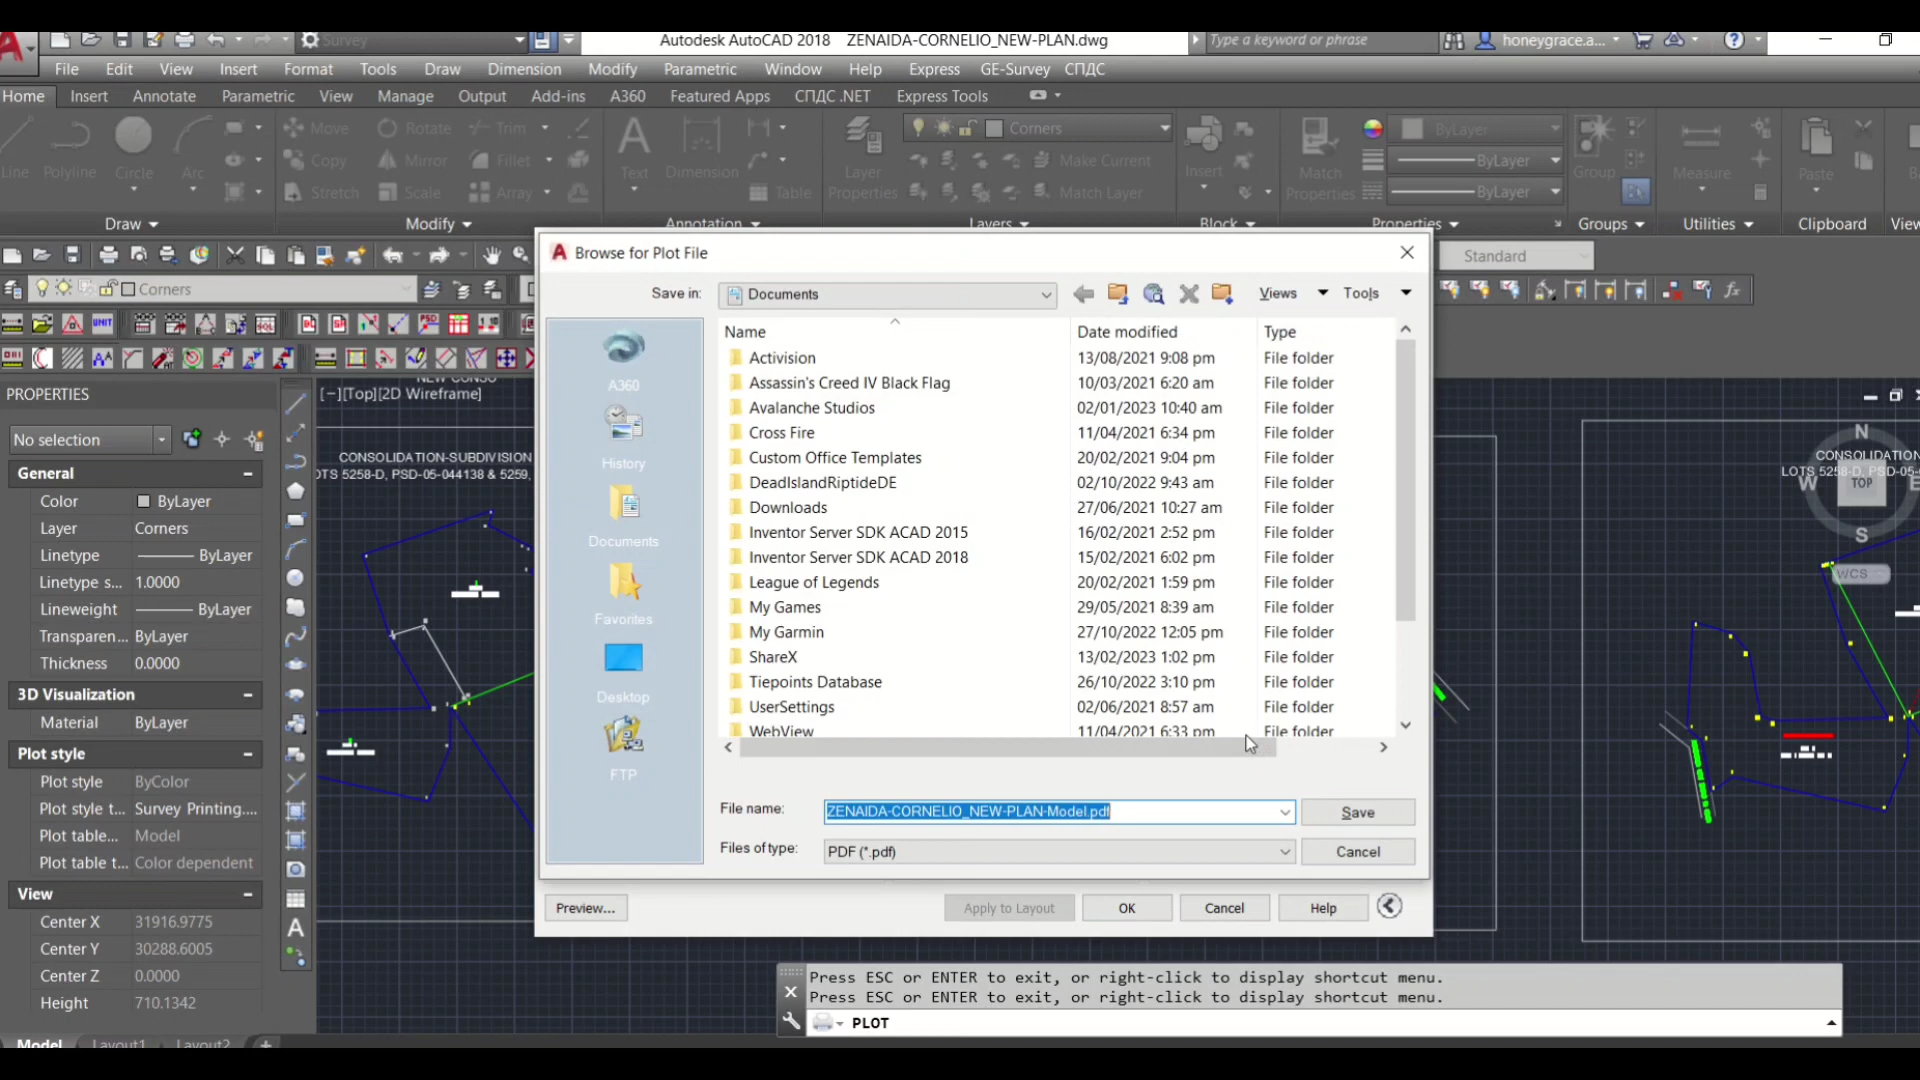 Survey
Autodesk AutoCAD 2018 ZENAIDA-CORNELIO_NEW-PLAN.dwg
Type a keyword or phrase
honeygrace.a...
File Edit View Insert Format Tools Draw Dimension Modify Parametric Window Help Express GE-Survey СПДС
Home Insert Annotate Parametric View Manage Output Add-ins A360 Featured Apps СПДС .NET Express Tools
Move Rotate Trim
Corners
ByLayer
Copy Mirror Fillet
Make Current
ByLayer
Line Polyline Circle Arc
Text Dimension
Layer Properties
Insert
Match Properties
Group Measure Paste
Stretch Scale Array
Table
Match Layer
ByLayer
Draw Modify Annotation Layers Block Properties Groups Utilities Clipboard View
Standard
Corners
Browse for Plot File
Save in: Documents
Views Tools
Name Date modified Type
Activision 13/08/2021 9:08 pm File folder
Assassin's Creed IV Black Flag 10/03/2021 6:20 am File folder
Avalanche Studios 02/01/2023 10:40 am File folder
Cross Fire 11/04/2021 6:34 pm File folder
Custom Office Templates 20/02/2021 9:04 pm File folder
DeadIslandRiptideDE 02/10/2022 9:43 am File folder
Downloads 27/06/2021 10:27 am File folder
Inventor Server SDK ACAD 2015 16/02/2021 2:52 pm File folder
Inventor Server SDK ACAD 2018 15/02/2021 6:02 pm File folder
League of Legends 20/02/2021 1:59 pm File folder
My Games 29/05/2021 8:39 am File folder
My Garmin 27/10/2022 12:05 pm File folder
ShareX 13/02/2023 1:02 pm File folder
Tiepoints Database 26/10/2022 3:10 pm File folder
UserSettings 02/06/2021 8:57 am File folder
WebView 11/04/2021 6:33 pm File folder
A360
History
Documents
Favorites
Desktop
FTP
File name: ZENAIDA-CORNELIO_NEW-PLAN-Model.pdf
Save
Files of type: PDF (*.pdf)
Cancel
Preview... Apply to Layout OK Cancel Help
PROPERTIES
No selection
General
Color ByLayer
Layer Corners
Linetype ByLayer
Linetype s... 1.0000
Lineweight ByLayer
Transparen... ByLayer
Thickness 0.0000
3D Visualization
Material ByLayer
Plot style
Plot style ByColor
Plot style t... Survey Printing....
Plot table... Model
Plot table t... Color dependent
View
Center X 31916.9775
Center Y 30288.6005
Center Z 0.0000
Height 710.1342
[−][Top][2D Wireframe]
NEW CONSO
CONSOLIDATION-SUBDIVISION
OTS 5258-D, PSD-05-044138 & 5259,
CONSOLIDATION
LOTS 5258-D, PSD-05-0
N
W TOP E
S
WCS
Press ESC or ENTER to exit, or right-click to display shortcut menu.
Press ESC or ENTER to exit, or right-click to display shortcut menu.
PLOT
Model Layout1 Layout2 +